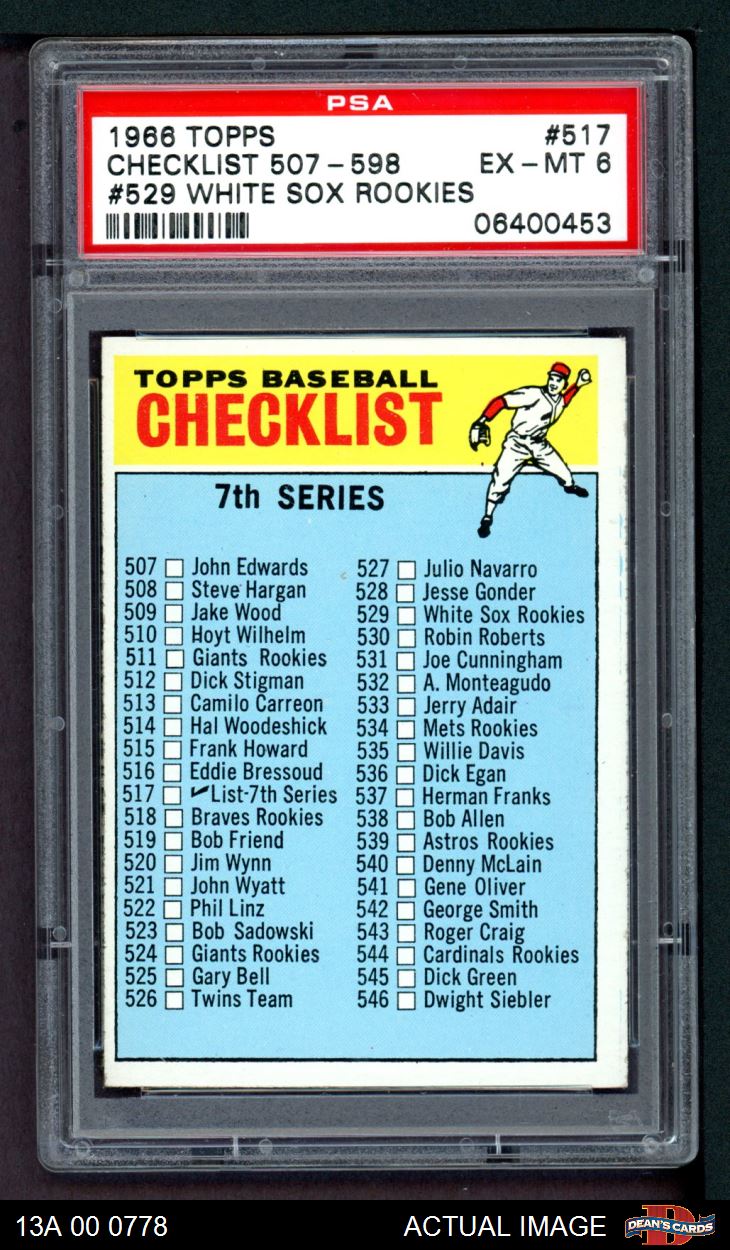 PSA
1966 TOPPS #517
CHECKLIST 507-598 EX-MT 6
#529 WHITE SOX ROOKIES
06400453
TOPPS BASEBALL
CHECKLIST
7th SERIES
507 John Edwards
508 Steve Hargan
509 Jake Wood
510 Hoyt Wilhelm
511 Giants Rookies
512 Dick Stigman
513 Camilo Carreon
514 Hal Woodeshick
515 Frank Howard
516 Eddie Bressoud
517 List-7th Series
518 Braves Rookies
519 Bob Friend
520 Jim Wynn
521 John Wyatt
522 Phil Linz
523 Bob Sadowski
524 Giants Rookies
525 Gary Bell
526 Twins Team
527 Julio Navarro
528 Jesse Gonder
529 White Sox Rookies
530 Robin Roberts
531 Joe Cunningham
532 A. Monteagudo
533 Jerry Adair
534 Mets Rookies
535 Willie Davis
536 Dick Egan
537 Herman Franks
538 Bob Allen
539 Astros Rookies
540 Denny McLain
541 Gene Oliver
542 George Smith
543 Roger Craig
544 Cardinals Rookies
545 Dick Green
546 Dwight Siebler
13A 00 0778 ACTUAL IMAGE
DEAN'S CARDS